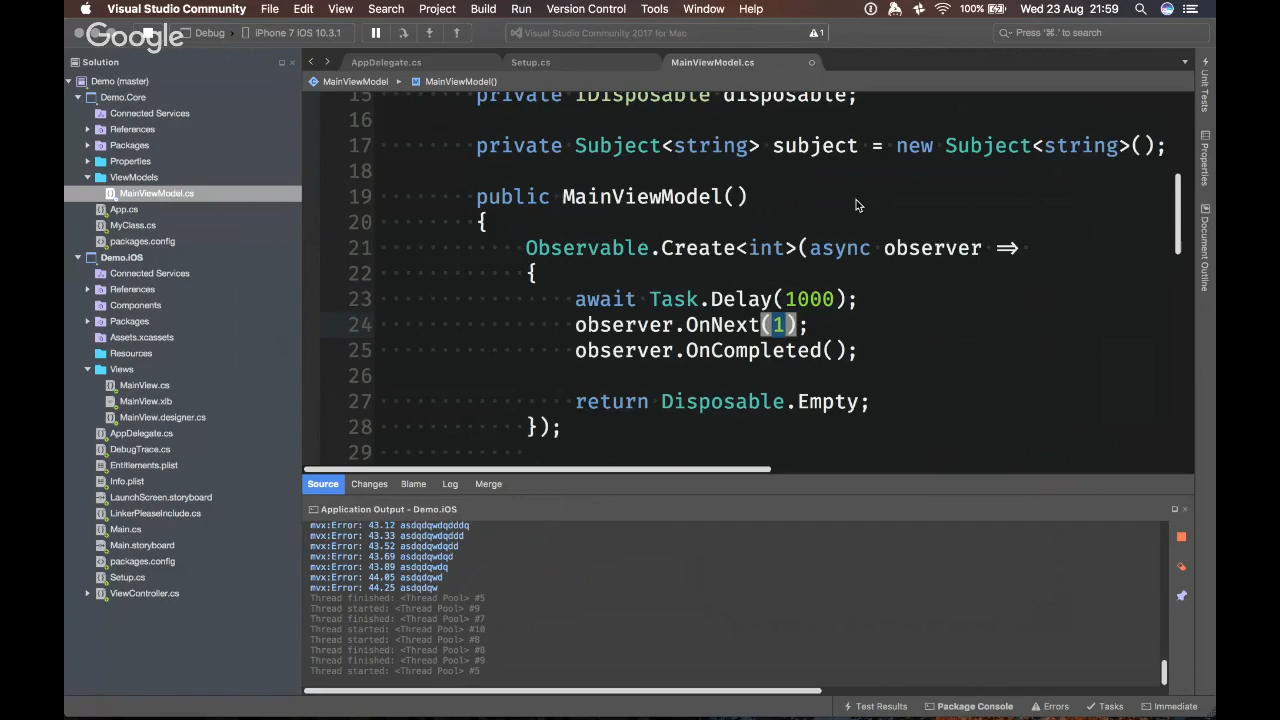 Visual Studio Community File Edit View Search Project Build Run Version Control Tools Window Help 100% Wed 23 Aug 21:59
Google
Debug iPhone 7 iOS 10.3.1 Visual Studio Community 2017 for Mac 1 Press '⌘.' to search
Solution
Demo (master)
Demo.Core
Connected Services
References
Packages
Properties
ViewModels
MainViewModel.cs
App.cs
MyClass.cs
packages.config
Demo.iOS
Connected Services
References
Components
Packages
Assets.xcassets
Resources
Views
MainView.cs
MainView.xib
MainView.designer.cs
AppDelegate.cs
DebugTrace.cs
Entitlements.plist
Info.plist
LaunchScreen.storyboard
LinkerPleaseInclude.cs
Main.cs
Main.storyboard
packages.config
Setup.cs
ViewController.cs
AppDelegate.cs Setup.cs MainViewModel.cs
MainViewModel MainViewModel()
15 private IDisposable disposable;
16
17 private Subject<string> subject = new Subject<string>();
18
19 public MainViewModel()
20 {
21 Observable.Create<int>(async observer =>
22 {
23 await Task.Delay(1000);
24 observer.OnNext(1);
25 observer.OnCompleted();
26
27 return Disposable.Empty;
28 });
29
Source Changes Blame Log Merge
Application Output - Demo.iOS
mvx:Error: 43.12 asdqdqwdqdddq
mvx:Error: 43.33 asdqdqwdqddd
mvx:Error: 43.52 asdqdqwdqdd
mvx:Error: 43.69 asdqdqwdqd
mvx:Error: 43.89 asdqdqwdq
mvx:Error: 44.05 asdqdqwd
mvx:Error: 44.25 asdqdqw
Thread finished: <Thread Pool> #5
Thread started: <Thread Pool> #9
Thread finished: <Thread Pool> #7
Thread started: <Thread Pool> #10
Thread started: <Thread Pool> #8
Thread finished: <Thread Pool> #8
Thread finished: <Thread Pool> #9
Thread started: <Thread Pool> #5
Unit Tests
Properties
Document Outline
Test Results Package Console Errors Tasks Immediate